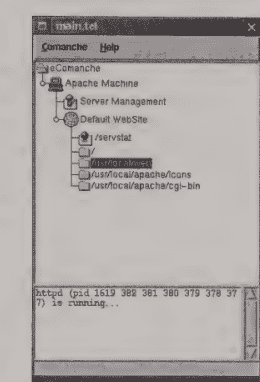 main.tcl
Comanche Help
eComanche
Apache Machine
Server Management
Default WebSite
/servstat
/
/usr/local/apache/icons
/usr/local/apache/cgi-bin
httpd (pid 1619 382 381 380 379 378 37
7) is running...